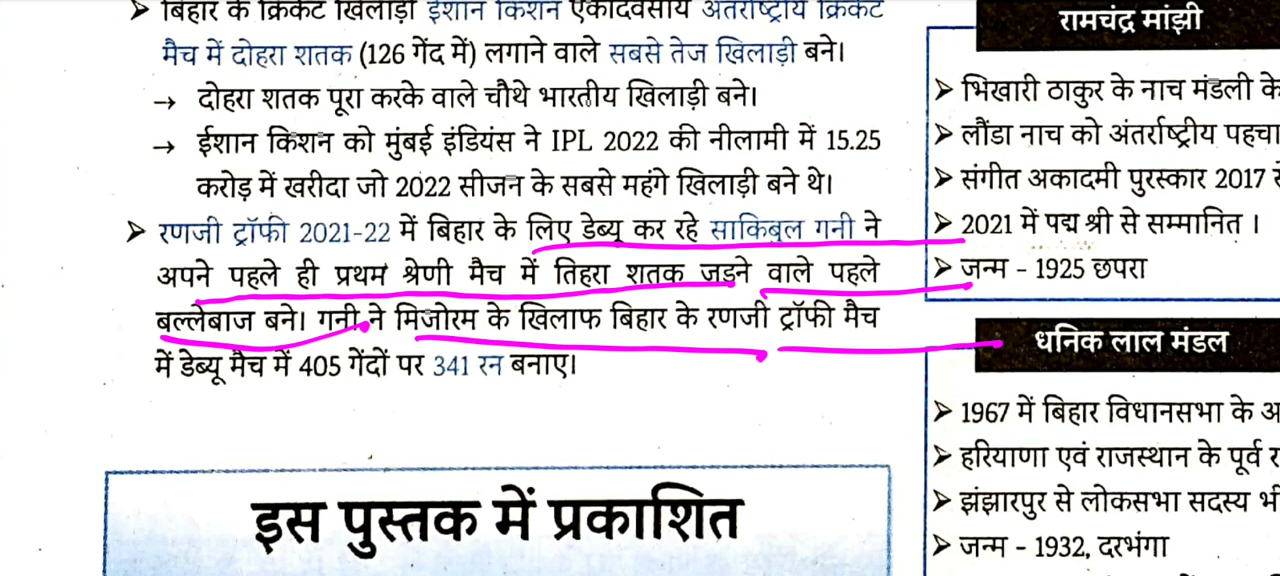 बिहार के क्रिकेट खिलाड़ी ईशान किशन एकदिवसीय अंतर्राष्ट्रीय क्रिकेट
मैच में दोहरा शतक (126 गेंद में) लगाने वाले सबसे तेज खिलाड़ी बने।
→ दोहरा शतक पूरा करके वाले चौथे भारतीय खिलाड़ी बने।
→ ईशान किशन को मुंबई इंडियंस ने IPL 2022 की नीलामी में 15.25
करोड़ में खरीदा जो 2022 सीजन के सबसे महंगे खिलाड़ी बने थे।
➤ रणजी ट्रॉफी 2021-22 में बिहार के लिए डेब्यू कर रहे साकिबुल गनी ने
अपने पहले ही प्रथम श्रेणी मैच में तिहरा शतक जड़ने वाले पहले
बल्लेबाज बने। गनी ने मिजोरम के खिलाफ बिहार के रणजी ट्रॉफी मैच
में डेब्यू मैच में 405 गेंदों पर 341 रन बनाए।
इस पुस्तक में प्रकाशित
रामचंद्र मांझी
➤ भिखारी ठाकुर के नाच मंडली के
➤ लौंडा नाच को अंतर्राष्ट्रीय पहचा
➤ संगीत अकादमी पुरस्कार 2017 से
➤ 2021 में पद्म श्री से सम्मानित।
➤ जन्म - 1925 छपरा
धनिक लाल मंडल
➤ 1967 में बिहार विधानसभा के अ
➤ हरियाणा एवं राजस्थान के पूर्व र
➤ झंझारपुर से लोकसभा सदस्य भी
➤ जन्म - 1932, दरभंगा